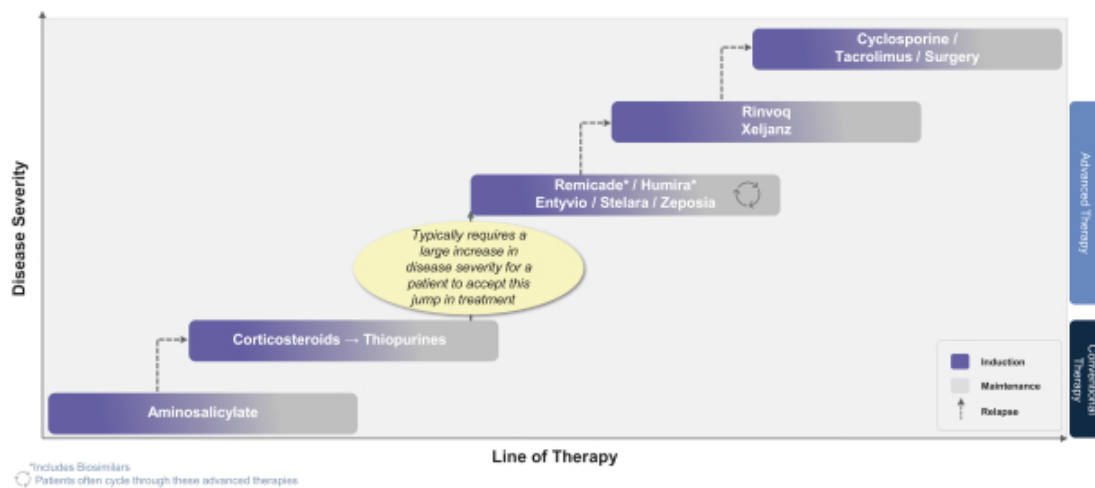 Cyclosporine /
Tacrolimus / Surgery
Rinvoq
Xeljanz
Remicade* / Humira*
Entyvio / Stelara / Zeposia
Typically requires a
large increase in
disease severity for a
patient to accept this
jump in treatment
Corticosteroids → Thiopurines
Aminosalicylate
Disease Severity
Line of Therapy
Advanced Therapy
Conventional
Therapy
Induction
Maintenance
Relapse
*Includes Biosimilars
Patients often cycle through these advanced therapies